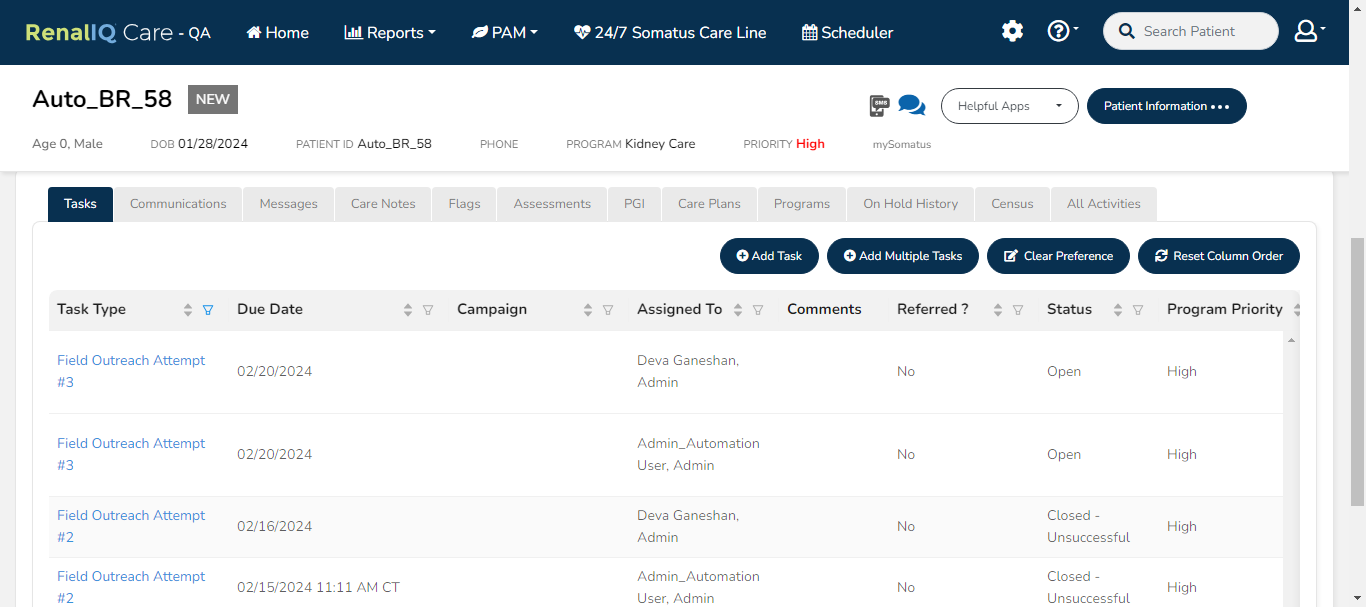 RenalIQ Care - QA Home Reports PAM 24/7 Somatus Care Line Scheduler Search Patient
Auto_BR_58 NEW SMS Helpful Apps Patient Information
Age 0, Male DOB 01/28/2024 PATIENT ID Auto_BR_58 PHONE PROGRAM Kidney Care PRIORITY High mySomatus
Tasks Communications Messages Care Notes Flags Assessments PGI Care Plans Programs On Hold History Census All Activities
Add Task Add Multiple Tasks Clear Preference Reset Column Order
Task Type Due Date Campaign Assigned To Comments Referred ? Status Program Priority
Field Outreach Attempt
#3
02/20/2024
Deva Ganeshan,
Admin
No
Open
High
Field Outreach Attempt
#3
02/20/2024
Admin_Automation
User, Admin
No
Open
High
Field Outreach Attempt
#2
02/16/2024
Deva Ganeshan,
Admin
No
Closed -
Unsuccessful
High
Field Outreach Attempt
#2
02/15/2024 11:11 AM CT
Admin_Automation
User, Admin
No
Closed -
Unsuccessful
High